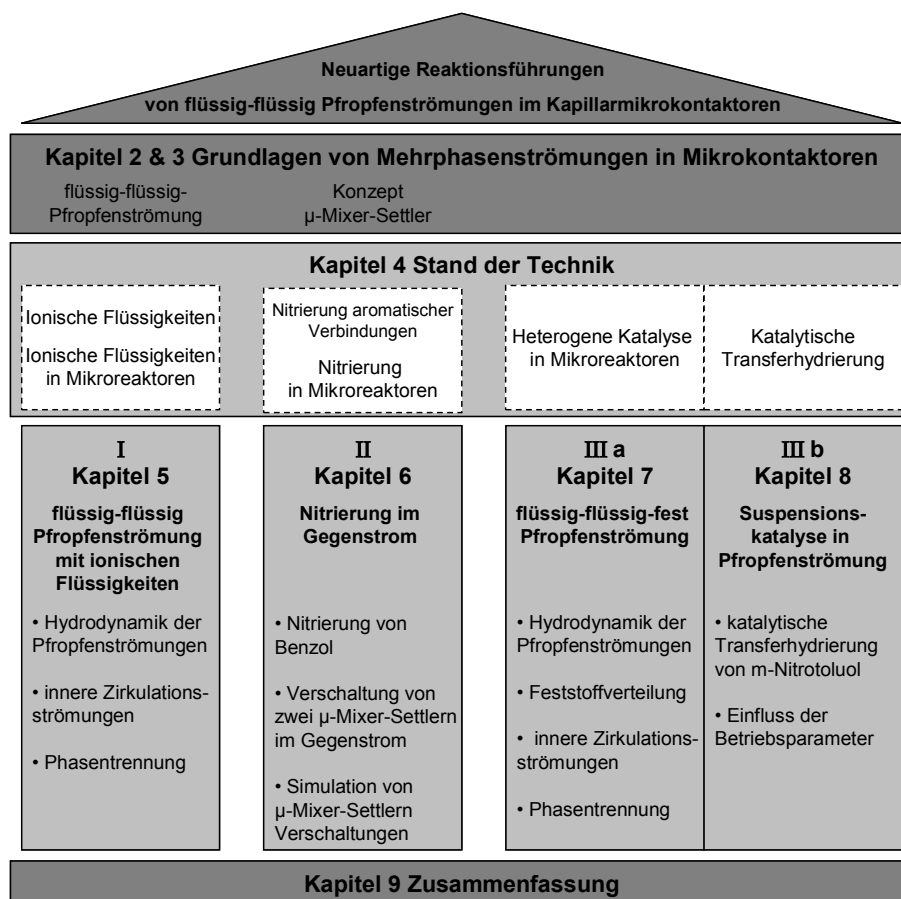 Neuartige Reaktionsführungen
von flüssig-flüssig Pfropfenströmungen im Kapillarmikrokontaktoren
Kapitel 2 & 3 Grundlagen von Mehrphasenströmungen in Mikrokontaktoren
flüssig-flüssig-
Pfropfenströmung
Konzept
µ-Mixer-Settler
Kapitel 4 Stand der Technik
Ionische Flüssigkeiten
Ionische Flüssigkeiten
in Mikroreaktoren
Nitrierung aromatischer
Verbindungen
Nitrierung
in Mikroreaktoren
Heterogene Katalyse
in Mikroreaktoren
Katalytische
Transferhydrierung
I
Kapitel 5
flüssig-flüssig
Pfropfenströmung
mit ionischen
Flüssigkeiten
• Hydrodynamik der
Pfropfenströmungen
• innere Zirkulations-
strömungen
• Phasentrennung
II
Kapitel 6
Nitrierung im
Gegenstrom
• Nitrierung von
Benzol
• Verschaltung von
zwei µ-Mixer-Settlern
im Gegenstrom
• Simulation von
µ-Mixer-Settlern
Verschaltungen
III a
Kapitel 7
flüssig-flüssig-fest
Pfropfenströmung
• Hydrodynamik der
Pfropfenströmungen
• Feststoffverteilung
• innere Zirkulations-
strömungen
• Phasentrennung
III b
Kapitel 8
Suspensions-
katalyse in
Pfropfenströmung
• katalytische
Transferhydrierung
von m-Nitrotoluol
• Einfluss der
Betriebsparameter
Kapitel 9 Zusammenfassung